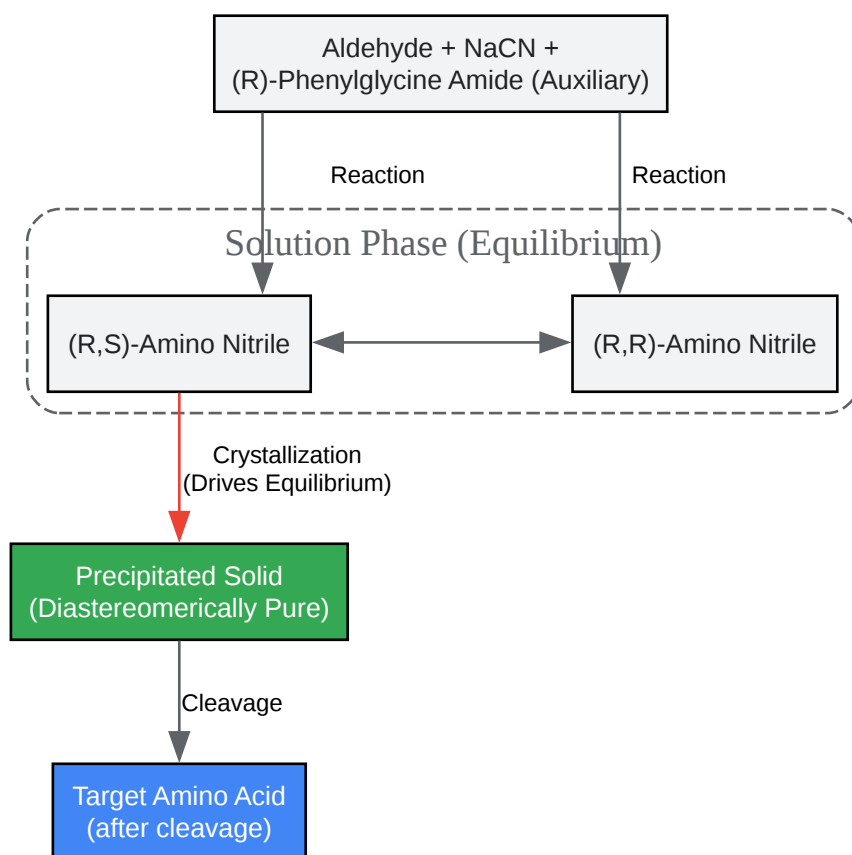 Aldehyde + NaCN +
(R)-Phenylglycine Amide (Auxiliary)
Reaction
Reaction
Solution Phase (Equilibrium)
(R,S)-Amino Nitrile
(R,R)-Amino Nitrile
Crystallization
(Drives Equilibrium)
Precipitated Solid
(Diastereomerically Pure)
Cleavage
Target Amino Acid
(after cleavage)